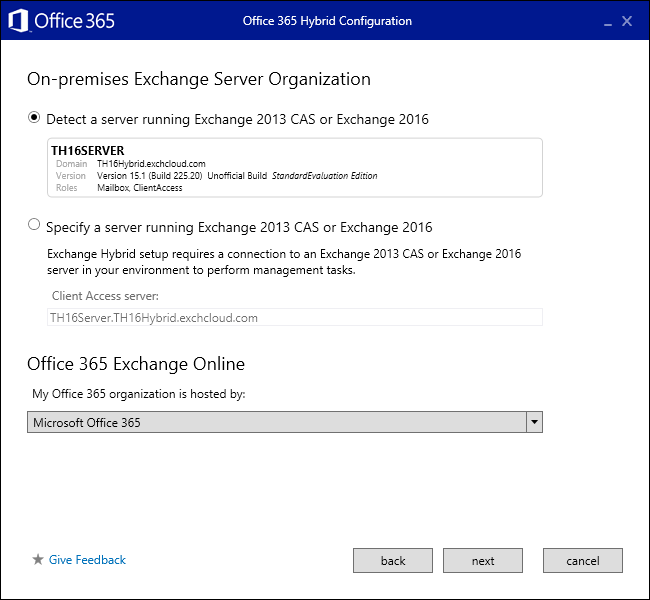 Office 365
Office 365 Hybrid Configuration
On-premises Exchange Server Organization
Detect a server running Exchange 2013 CAS or Exchange 2016
TH16SERVER
Domain TH16Hybrid.exchcloud.com
Version Version 15.1 (Build 225.20) Unofficial Build StandardEvaluation Edition
Roles Mailbox, ClientAccess
Specify a server running Exchange 2013 CAS or Exchange 2016
Exchange Hybrid setup requires a connection to an Exchange 2013 CAS or Exchange 2016
server in your environment to perform management tasks.
Client Access server:
TH16Server.TH16Hybrid.exchcloud.com
Office 365 Exchange Online
My Office 365 organization is hosted by:
Microsoft Office 365
Give Feedback
back
next
cancel